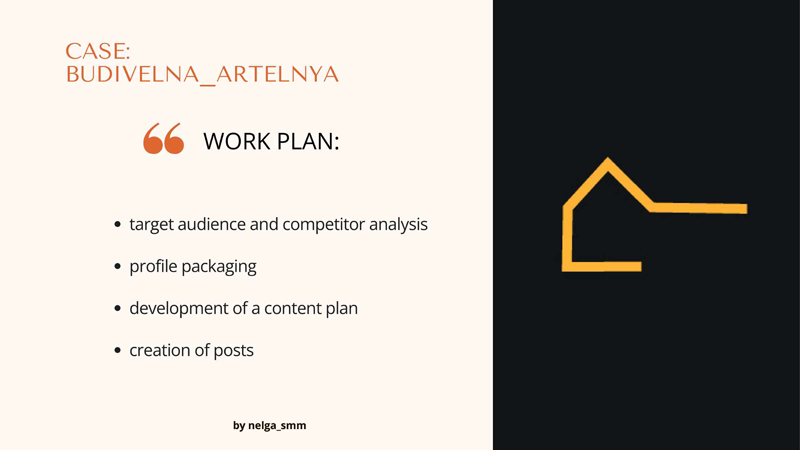 CASE:
BUDIVELNA_ARTELNYA
WORK PLAN:
• target audience and competitor analysis
• profile packaging
• development of a content plan
• creation of posts
by nelga_smm